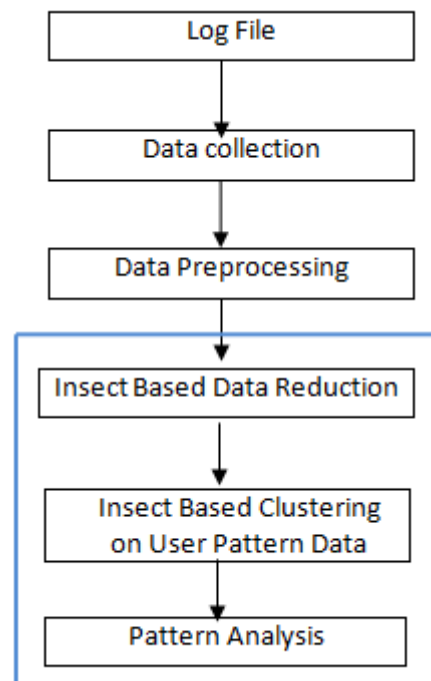 Log File
Data collection
Data Preprocessing
Insect Based Data Reduction
Insect Based Clustering
on User Pattern Data
Pattern Analysis